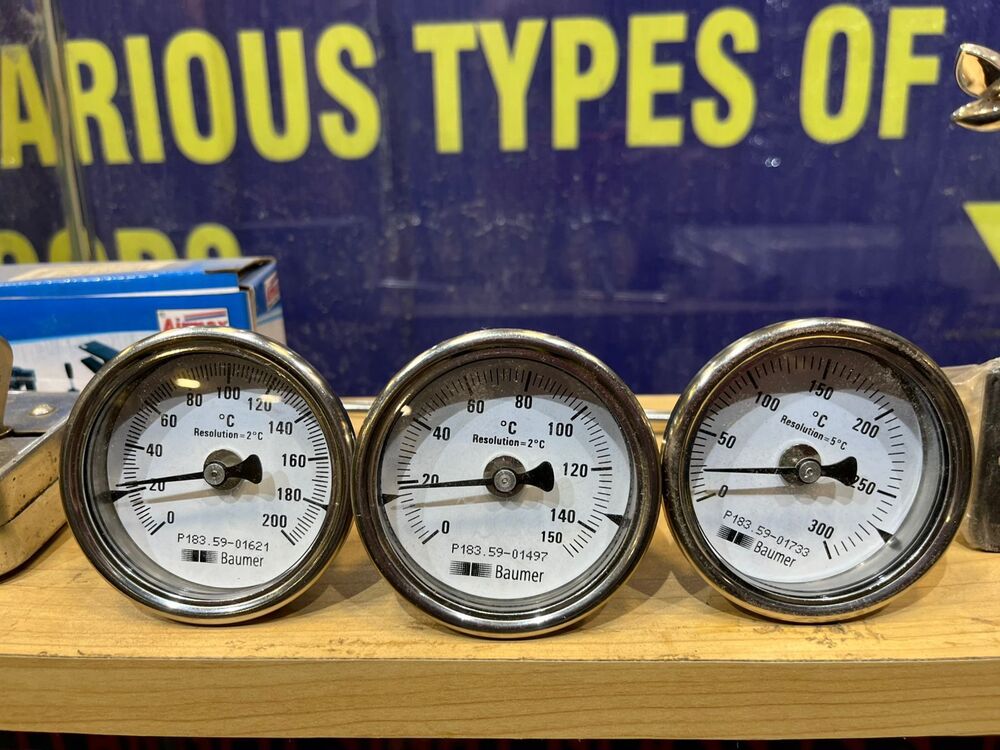 ARIOUS TYPES OF
Airmax
0 20 40 60 80 100 120 140 160 180 200
°C
Resolution=2°C
P183.59-01621
Baumer
0 20 40 60 80 100 120 140 150
°C
Resolution=2°C
P183.59-01497
Baumer
0 50 100 150 200 250 300
°C
Resolution=5°C
P183.59-01733
Baumer